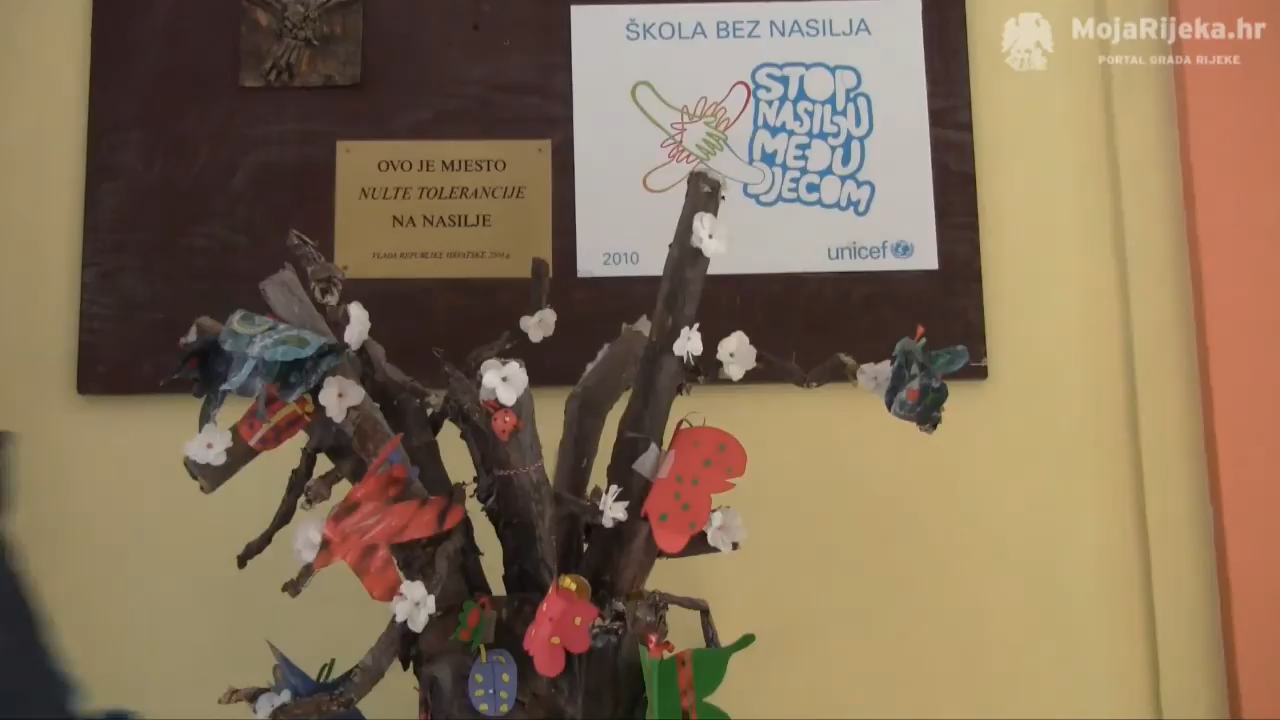 MojaRijeka.hr
PORTAL GRADA RIJEKE
ŠKOLA BEZ NASILJA
STOP
NASILJU
MEĐU
DJECOM
2010
unicef
OVO JE MJESTO
NULTE TOLERANCIJE
NA NASILJE
VLADA REPUBLIKE HRVATSKE